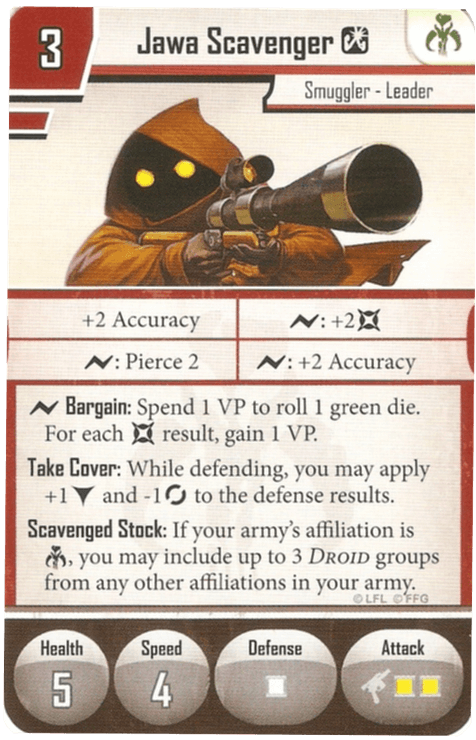 3
Jawa Scavenger
Smuggler - Leader
+2 Accuracy
: +2
: Pierce 2
: +2 Accuracy
Bargain: Spend 1 VP to roll 1 green die.
For each result, gain 1 VP.
Take Cover: While defending, you may apply
+1 and -1 to the defense results.
Scavenged Stock: If your army's affiliation is
, you may include up to 3 DROID groups
from any other affiliations in your army.
© LFL © FFG
Health
Speed
Defense
Attack
5
4